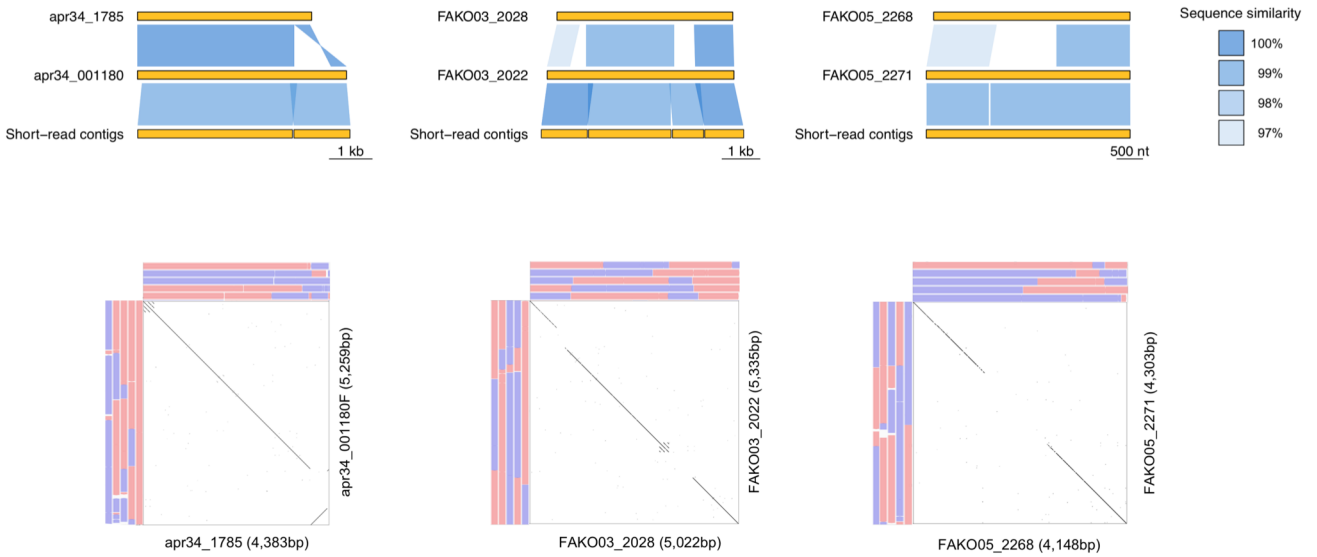 apr34_1785
apr34_001180
Short–read contigs
1 kb
FAKO03_2028
FAKO03_2022
Short–read contigs
1 kb
FAKO05_2268
FAKO05_2271
Short–read contigs
500 nt
Sequence similarity
100%
99%
98%
97%
apr34_001180F (5,259bp)
apr34_1785 (4,383bp)
FAKO03_2022 (5,335bp)
FAKO03_2028 (5,022bp)
FAKO05_2271 (4,303bp)
FAKO05_2268 (4,148bp)